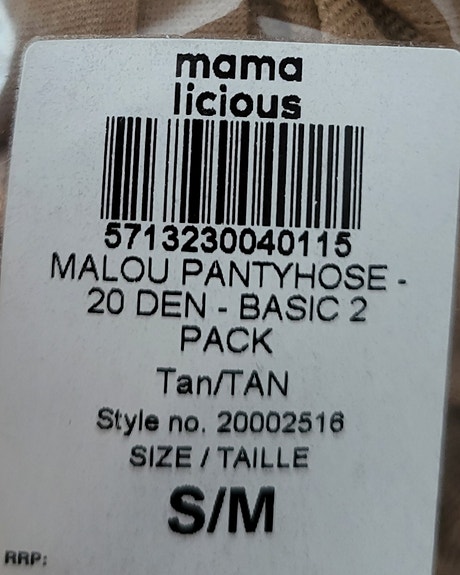 mama
licious
5713230040115
MALOU PANTYHOSE -
20 DEN - BASIC 2
PACK
Tan/TAN
Style no. 20002516
SIZE / TAILLE
S/M
RRP: